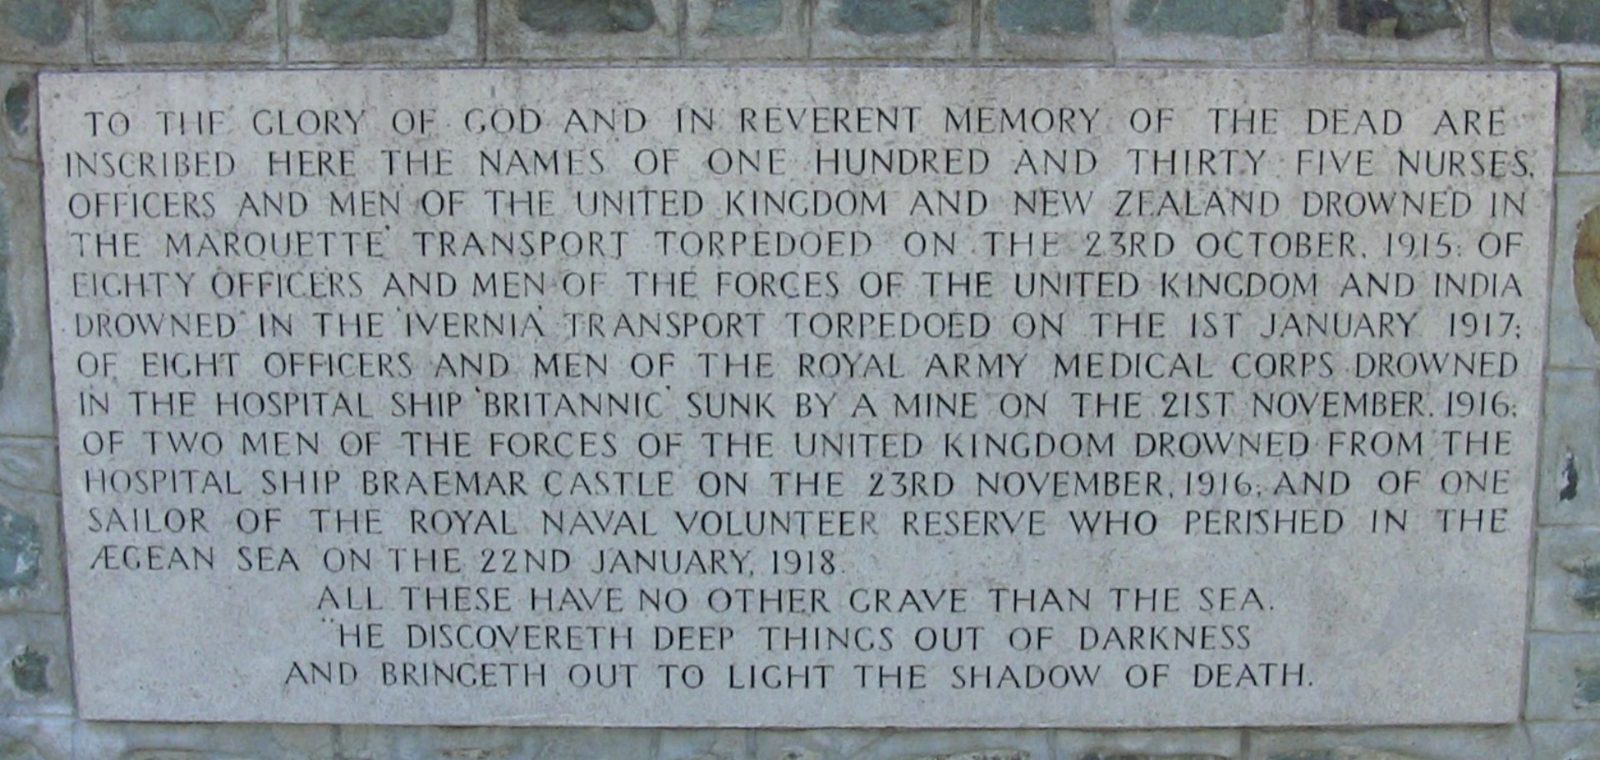 TO THE GLORY OF GOD AND IN REVERENT MEMORY OF THE DEAD ARE
INSCRIBED HERE THE NAMES OF ONE HUNDRED AND THIRTY FIVE NURSES,
OFFICERS AND MEN OF THE UNITED KINGDOM AND NEW ZEALAND DROWNED IN
THE 'MARQUETTE' TRANSPORT TORPEDOED ON THE 23RD OCTOBER, 1915; OF
EIGHTY OFFICERS AND MEN OF THE FORCES OF THE UNITED KINGDOM AND INDIA
DROWNED IN THE 'IVERNIA' TRANSPORT TORPEDOED ON THE 1ST JANUARY 1917;
OF EIGHT OFFICERS AND MEN OF THE ROYAL ARMY MEDICAL CORPS DROWNED
IN THE HOSPITAL SHIP 'BRITANNIC' SUNK BY A MINE ON THE 21ST NOVEMBER, 1916;
OF TWO MEN OF THE FORCES OF THE UNITED KINGDOM DROWNED FROM THE
HOSPITAL SHIP BRAEMAR CASTLE ON THE 23RD NOVEMBER, 1916; AND OF ONE
SAILOR OF THE ROYAL NAVAL VOLUNTEER RESERVE WHO PERISHED IN THE
ÆGEAN SEA ON THE 22ND JANUARY, 1918.
ALL THESE HAVE NO OTHER GRAVE THAN THE SEA.
"HE DISCOVERETH DEEP THINGS OUT OF DARKNESS
AND BRINGETH OUT TO LIGHT THE SHADOW OF DEATH.